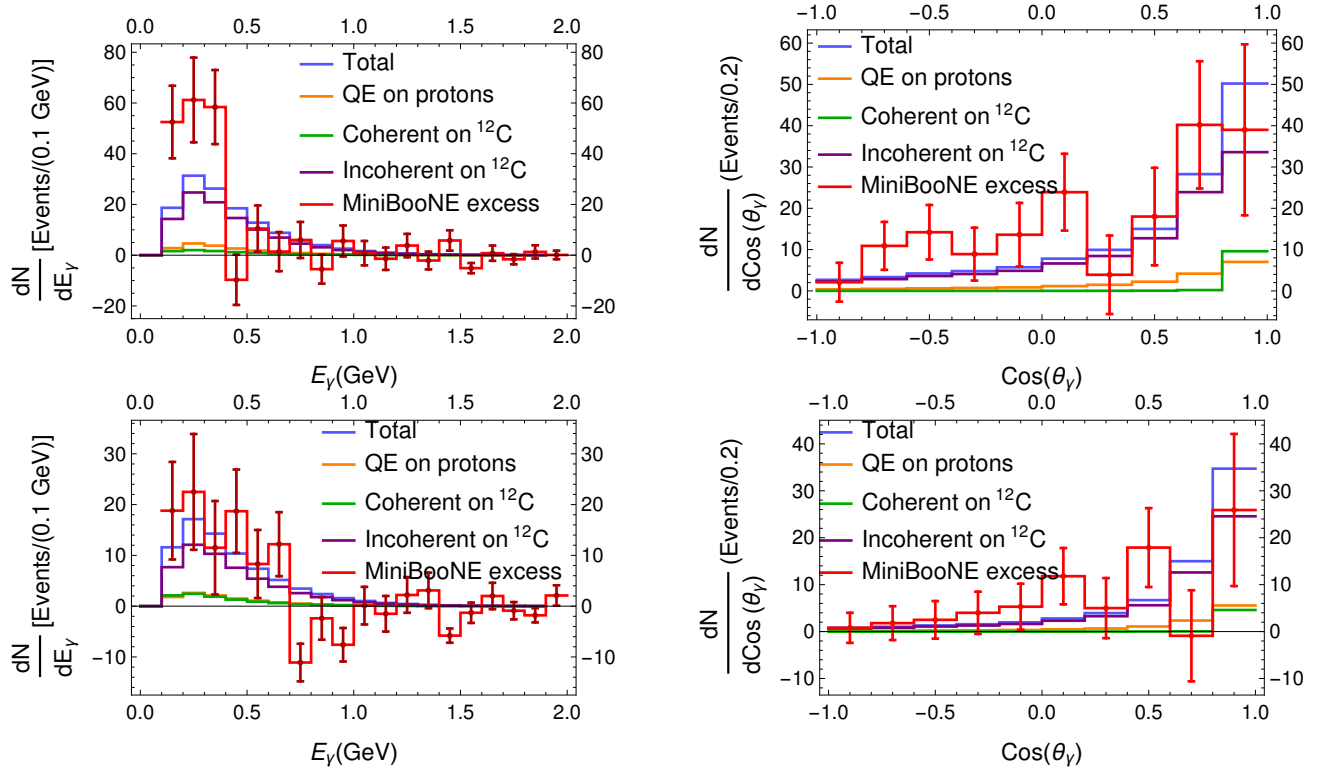 0.0 0.5 1.0 1.5 2.0
80 80
60 60
40 40
20 20
0 0
−20 −20
Total
QE on protons
Coherent on ¹²C
Incoherent on ¹²C
MiniBooNE excess
dN/dEγ [Events/(0.1 GeV)]
0.0 0.5 1.0 1.5 2.0
Eγ(GeV)
−1.0 −0.5 0.0 0.5 1.0
60 60
50 50
40 40
30 30
20 20
10 10
0 0
Total
QE on protons
Coherent on ¹²C
Incoherent on ¹²C
MiniBooNE excess
dN/dCos(θγ) (Events/0.2)
−1.0 −0.5 0.0 0.5 1.0
Cos(θγ)
0.0 0.5 1.0 1.5 2.0
30 30
20 20
10 10
0 0
−10 −10
Total
QE on protons
Coherent on ¹²C
Incoherent on ¹²C
MiniBooNE excess
dN/dEγ [Events/(0.1 GeV)]
0.0 0.5 1.0 1.5 2.0
Eγ(GeV)
−1.0 −0.5 0.0 0.5 1.0
40 40
30 30
20 20
10 10
0 0
−10 −10
Total
QE on protons
Coherent on ¹²C
Incoherent on ¹²C
MiniBooNE excess
dN/dCos(θγ) (Events/0.2)
−1.0 −0.5 0.0 0.5 1.0
Cos(θγ)